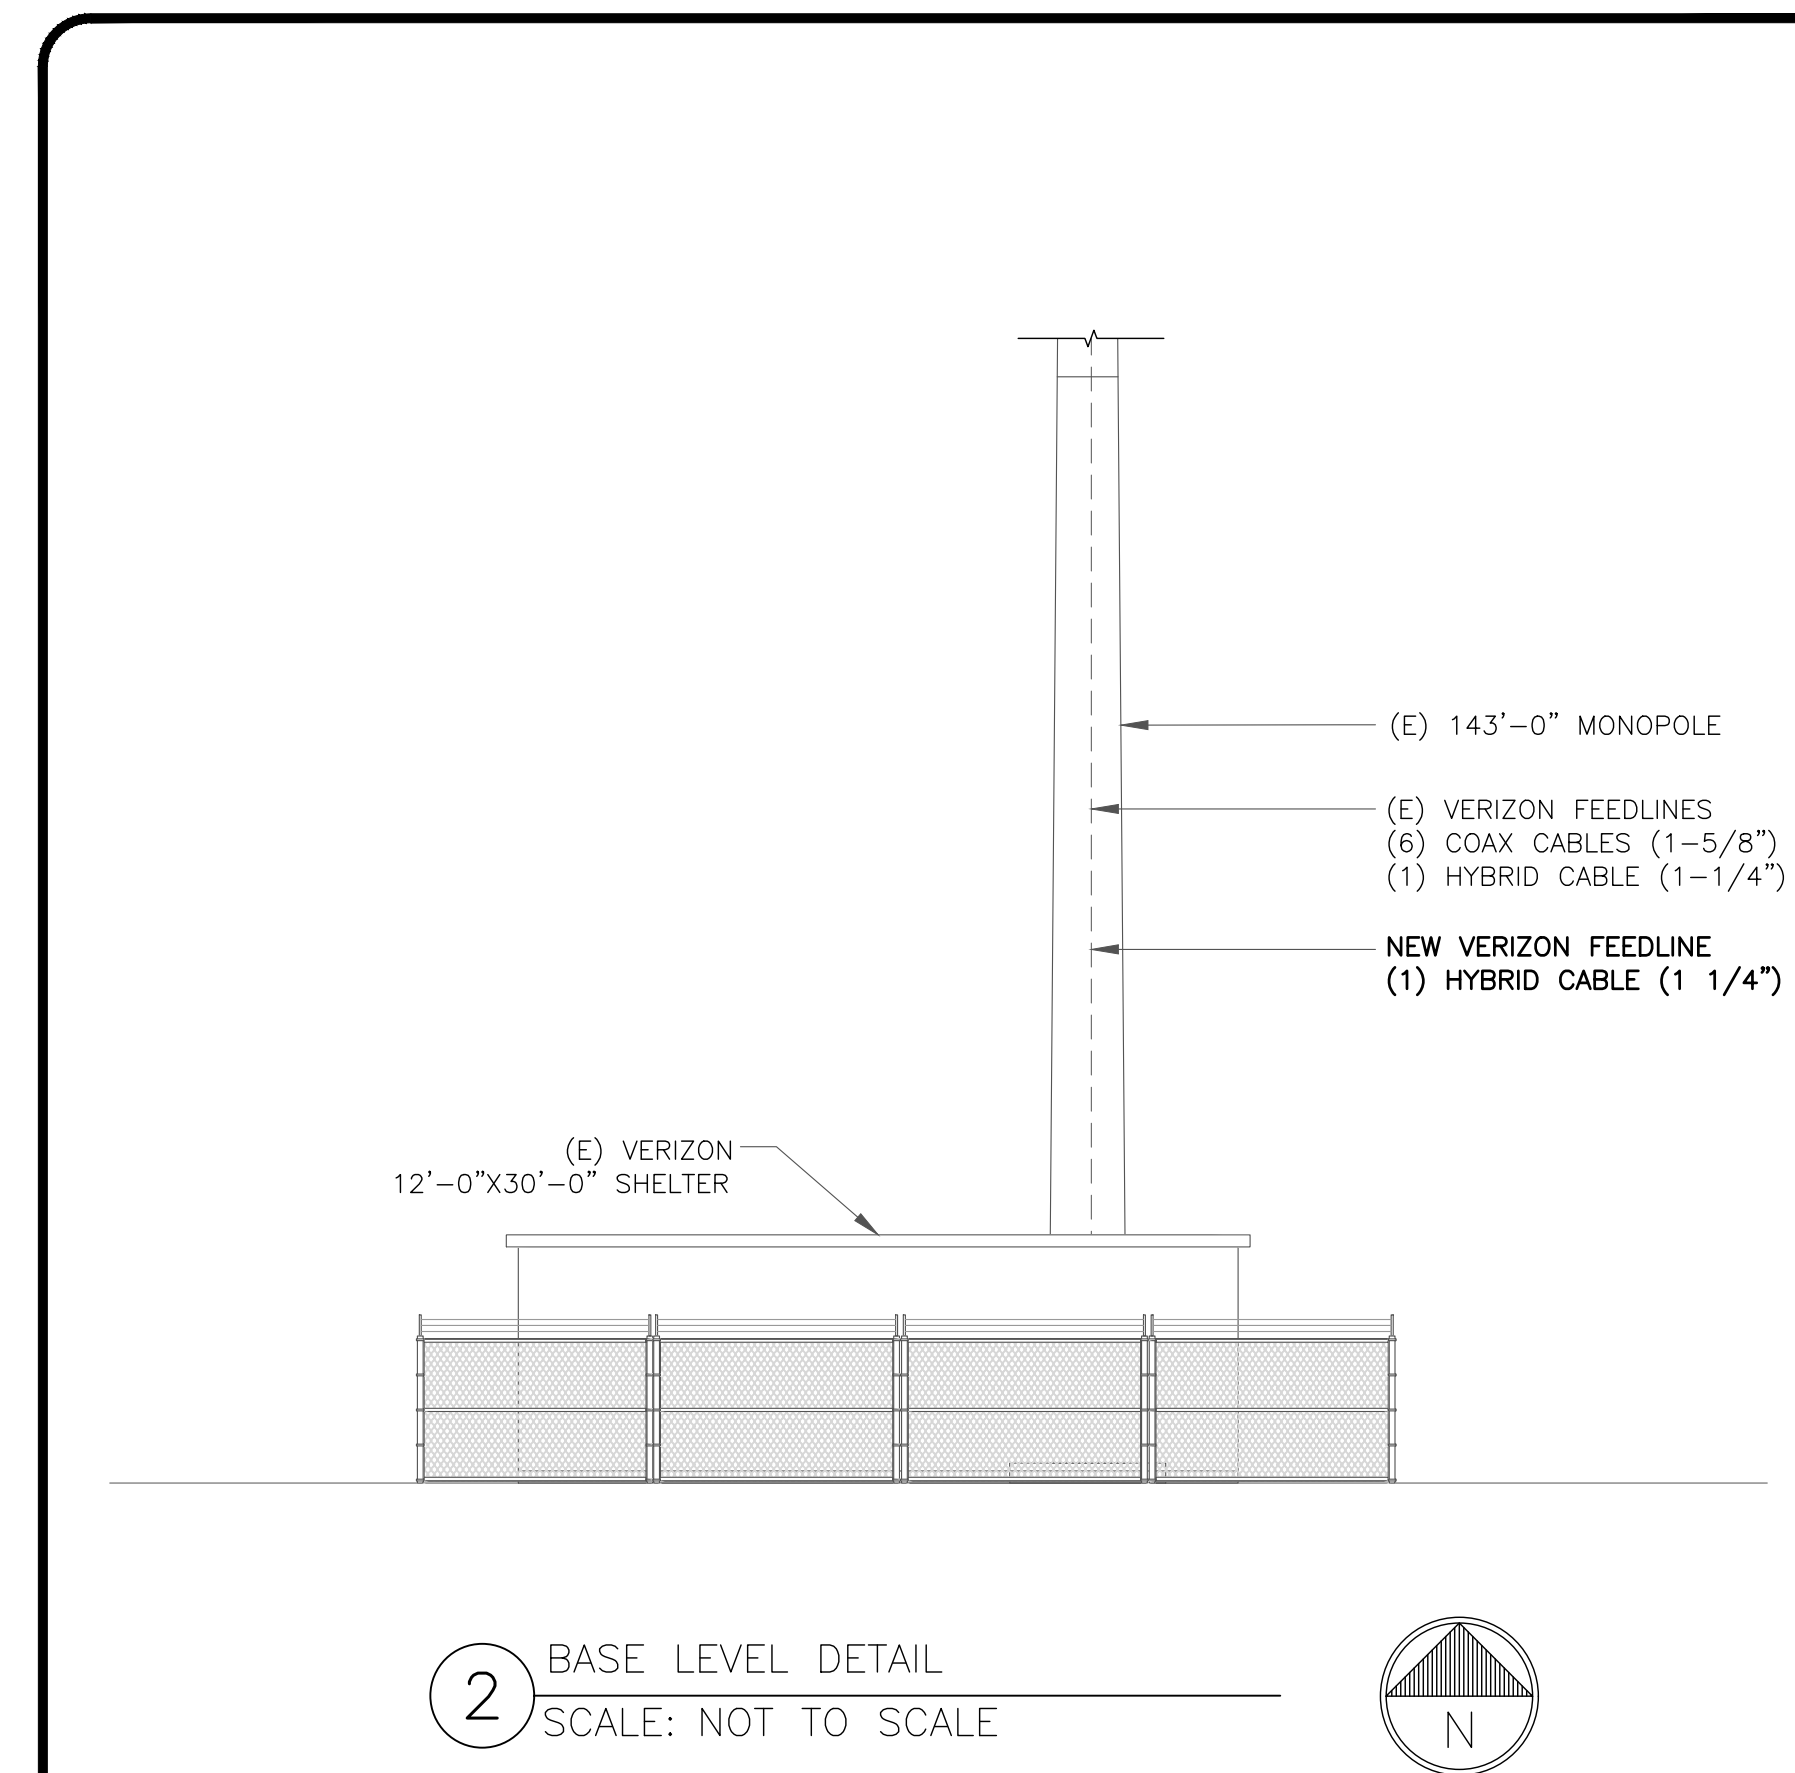 (E) 143'-0" MONOPOLE
(E) VERIZON FEEDLINES
(6) COAX CABLES (1-5/8")
(1) HYBRID CABLE (1-1/4")
NEW VERIZON FEEDLINE
(1) HYBRID CABLE (1 1/4")
(E) VERIZON
12'-0"X30'-0" SHELTER
2
BASE LEVEL DETAIL
SCALE: NOT TO SCALE
N